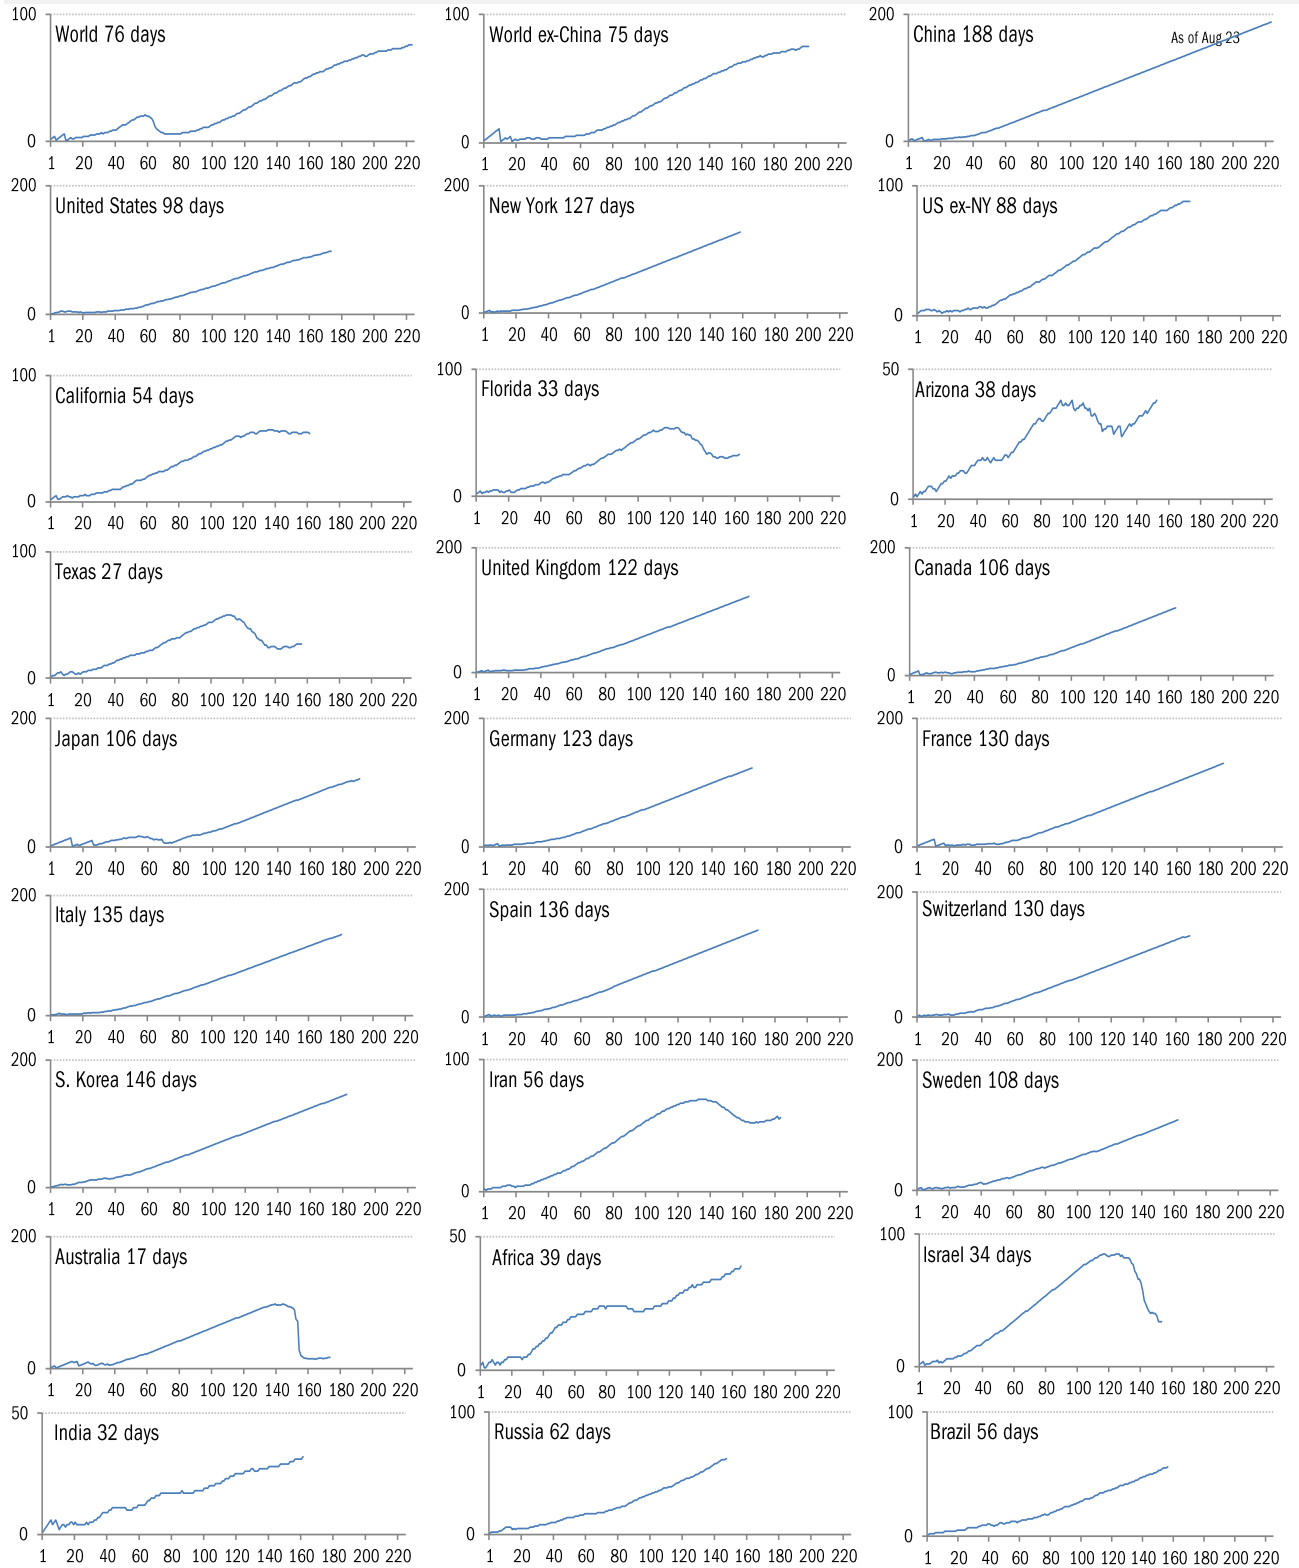 100 100 200
World 76 days World ex-China 75 days China 188 days
As of Aug 23
0 0 0
1 20 40 60 80 100 120 140 160 180 200 220 1 20 40 60 80 100 120 140 160 180 200 220 1 20 40 60 80 100 120 140 160 180 200 220
200 200 100
United States 98 days New York 127 days US ex-NY 88 days
0 0 0
1 20 40 60 80 100 120 140 160 180 200 220 1 20 40 60 80 100 120 140 160 180 200 220 1 20 40 60 80 100 120 140 160 180 200 220
100 100 50
California 54 days Florida 33 days Arizona 38 days
0 0 0
1 20 40 60 80 100 120 140 160 180 200 220 1 20 40 60 80 100 120 140 160 180 200 220 1 20 40 60 80 100 120 140 160 180 200 220
100 200 200
Texas 27 days United Kingdom 122 days Canada 106 days
0 0 0
1 20 40 60 80 100 120 140 160 180 200 220 1 20 40 60 80 100 120 140 160 180 200 220 1 20 40 60 80 100 120 140 160 180 200 220
200 200 200
Japan 106 days Germany 123 days France 130 days
0 0 0
1 20 40 60 80 100 120 140 160 180 200 220 1 20 40 60 80 100 120 140 160 180 200 220 1 20 40 60 80 100 120 140 160 180 200 220
200 200 200
Italy 135 days Spain 136 days Switzerland 130 days
0 0 0
1 20 40 60 80 100 120 140 160 180 200 220 1 20 40 60 80 100 120 140 160 180 200 220 1 20 40 60 80 100 120 140 160 180 200 220
200 100 200
S. Korea 146 days Iran 56 days Sweden 108 days
0 0 0
1 20 40 60 80 100 120 140 160 180 200 220 1 20 40 60 80 100 120 140 160 180 200 220 1 20 40 60 80 100 120 140 160 180 200 220
200 50 100
Australia 17 days Africa 39 days Israel 34 days
0 0 0
1 20 40 60 80 100 120 140 160 180 200 220 1 20 40 60 80 100 120 140 160 180 200 220 1 20 40 60 80 100 120 140 160 180 200 220
50 100 100
India 32 days Russia 62 days Brazil 56 days
0 0 0
1 20 40 60 80 100 120 140 160 180 200 220 1 20 40 60 80 100 120 140 160 180 200 220 1 20 40 60 80 100 120 140 160 180 200 220